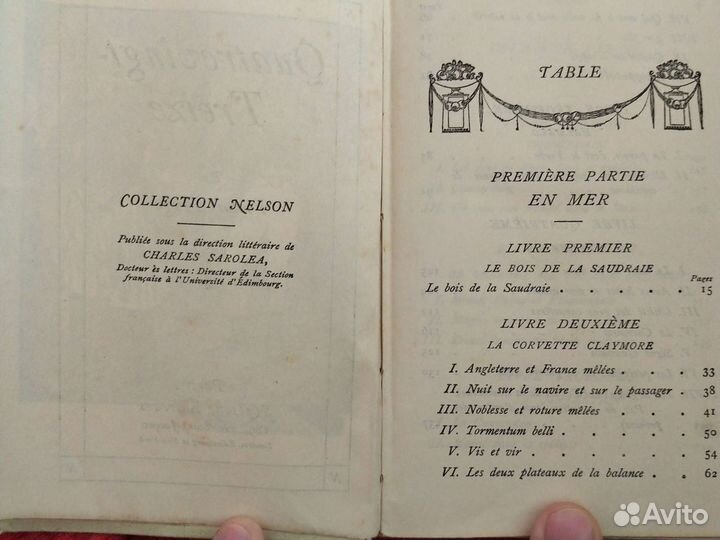 COLLECTION NELSON
Publiée sous la direction littéraire de
CHARLES SAROLEA,
Docteur ès lettres : Directeur de la Section
française à l'Université d'Édimbourg.
TABLE
PREMIÈRE PARTIE
EN MER
LIVRE PREMIER
LE BOIS DE LA SAUDRAIE
Pages
Le bois de la Saudraie . . . . . 15
LIVRE DEUXIÈME
LA CORVETTE CLAYMORE
I. Angleterre et France mêlées . . . 33
II. Nuit sur le navire et sur le passager . 38
III. Noblesse et roture mêlées . . . . 41
IV. Tormentum belli . . . . . 50
V. Vis et vir . . . . . . 54
VI. Les deux plateaux de la balance . . 62
Avito